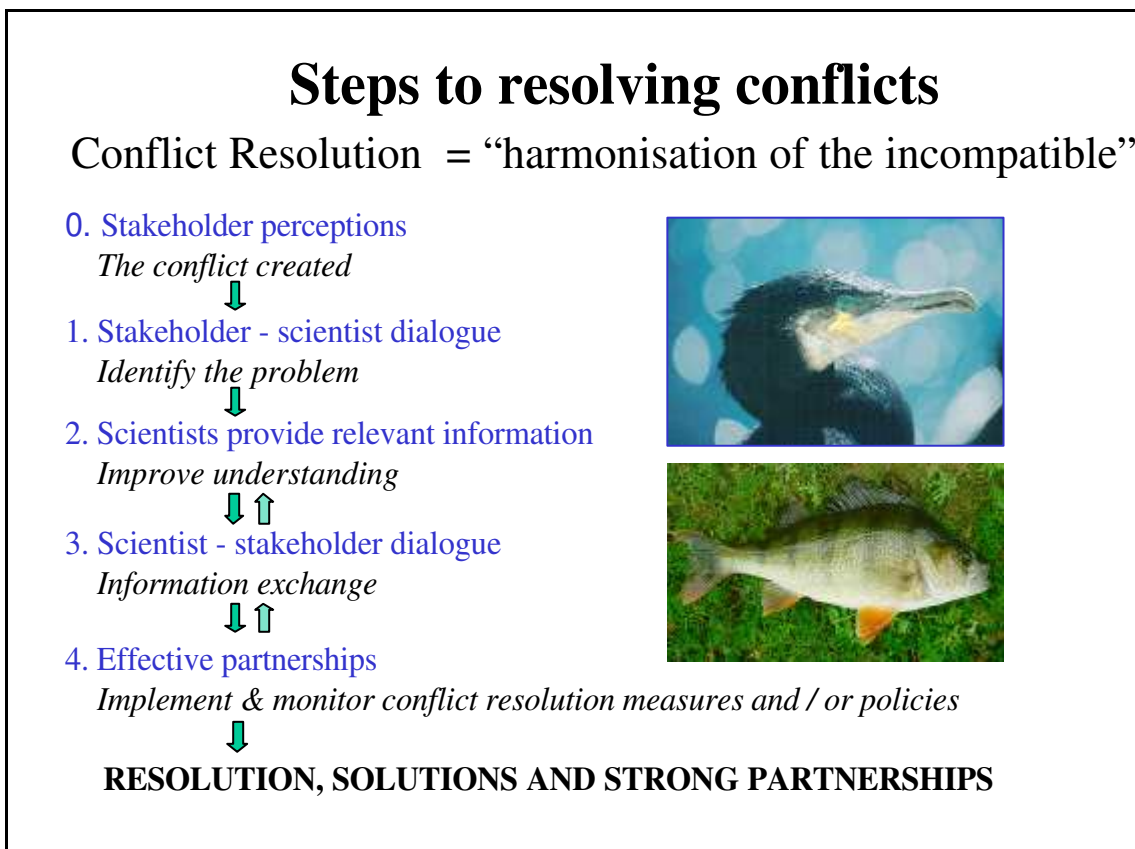 Steps to resolving conflicts
Conflict Resolution = “harmonisation of the incompatible”
0. Stakeholder perceptions
The conflict created
1. Stakeholder - scientist dialogue
Identify the problem
2. Scientists provide relevant information
Improve understanding
3. Scientist - stakeholder dialogue
Information exchange
4. Effective partnerships
Implement & monitor conflict resolution measures and / or policies
RESOLUTION, SOLUTIONS AND STRONG PARTNERSHIPS